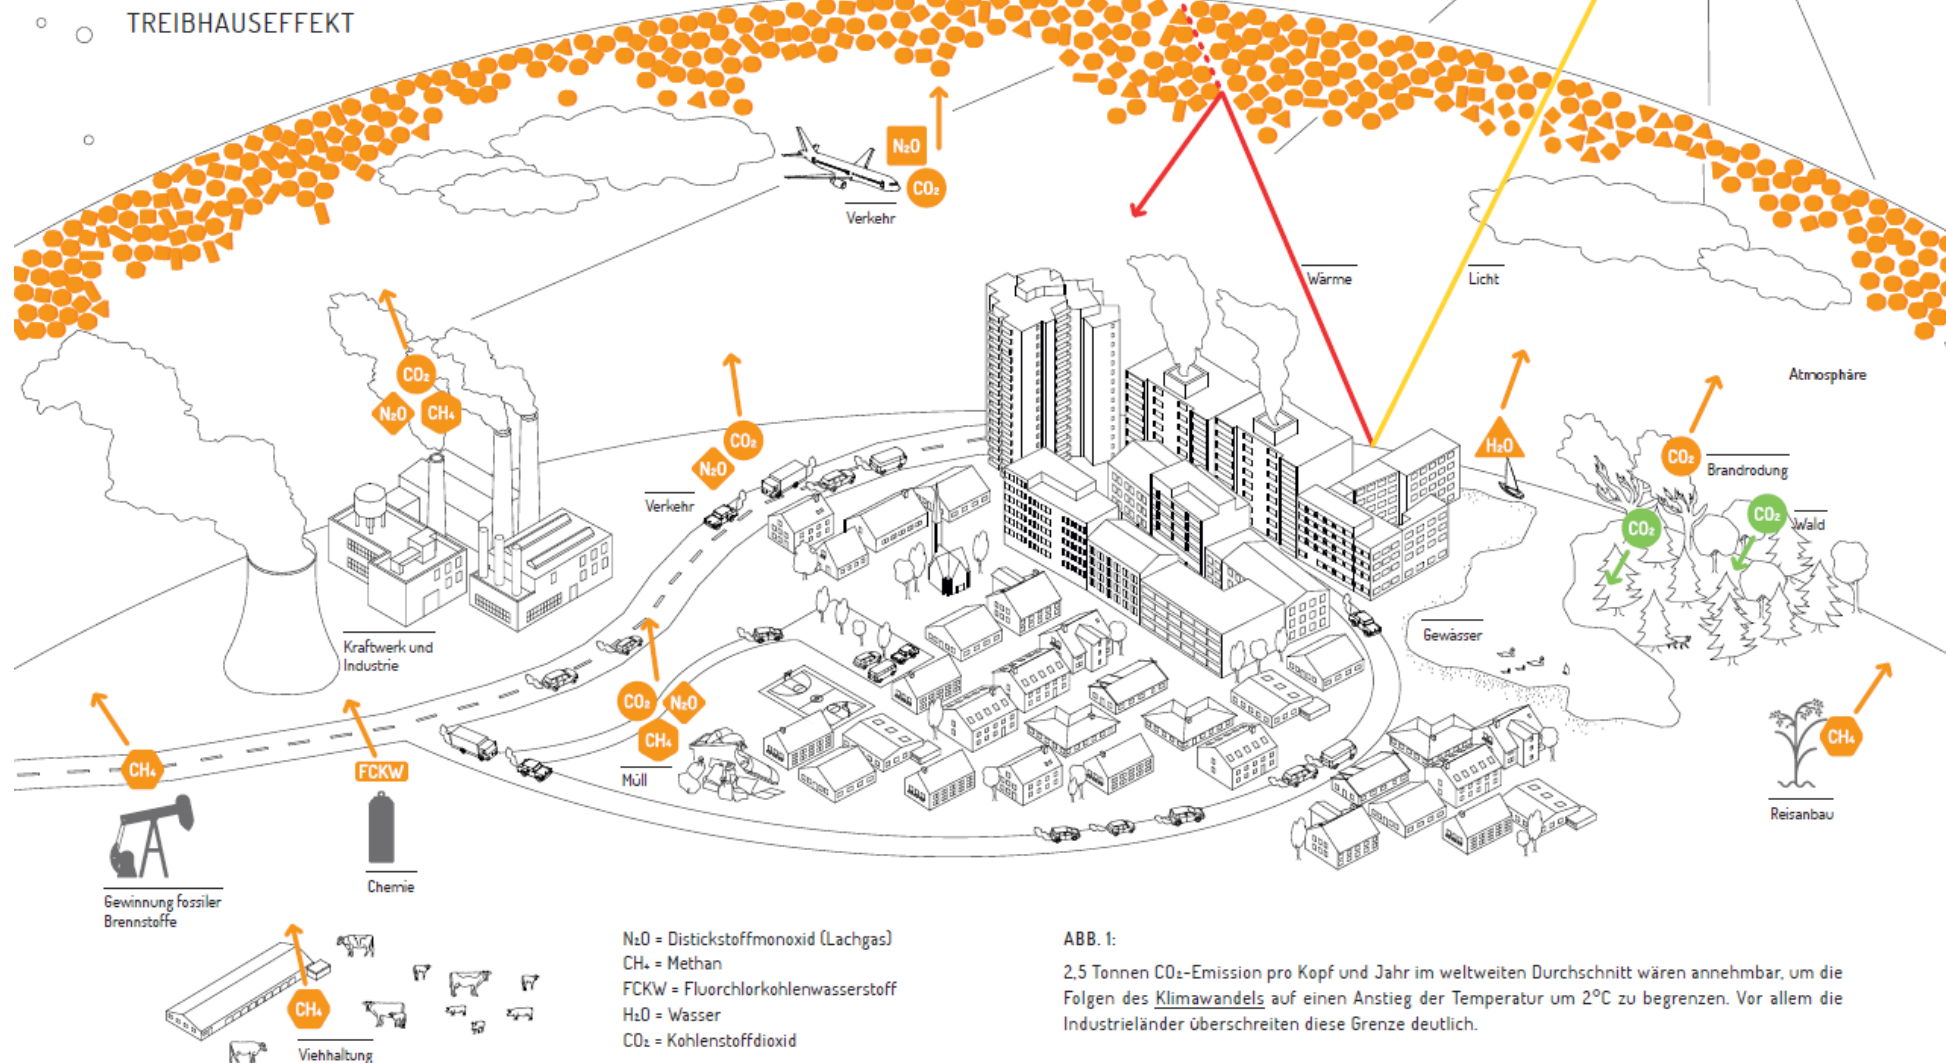 TREIBHAUSEFFEKT
N₂O
CO₂
Verkehr
Wärme
Licht
Atmosphäre
CO₂
N₂O
CH₄
Kraftwerk und
Industrie
CO₂
N₂O
Verkehr
H₂O
Gewässer
CO₂
Brandrodung
CO₂
CO₂
Wald
CH₄
Reisanbau
CO₂
N₂O
CH₄
Müll
CH₄
Gewinnung fossiler
Brennstoffe
FCKW
Chemie
CH₄
Viehhaltung
N₂O = Distickstoffmonoxid (Lachgas)
CH₄ = Methan
FCKW = Fluorchlorkohlenwasserstoff
H₂O = Wasser
CO₂ = Kohlenstoffdioxid
ABB. 1:
2,5 Tonnen CO₂-Emission pro Kopf und Jahr im weltweiten Durchschnitt wären annehmbar, um die
Folgen des Klimawandels auf einen Anstieg der Temperatur um 2°C zu begrenzen. Vor allem die
Industrieländer überschreiten diese Grenze deutlich.